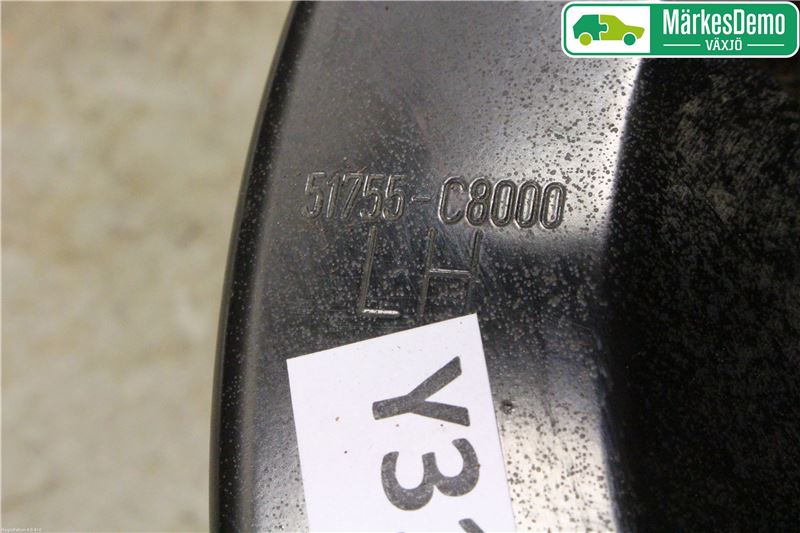 MärkesDemo
VÄXJÖ
51755-C8000
LH
Y3